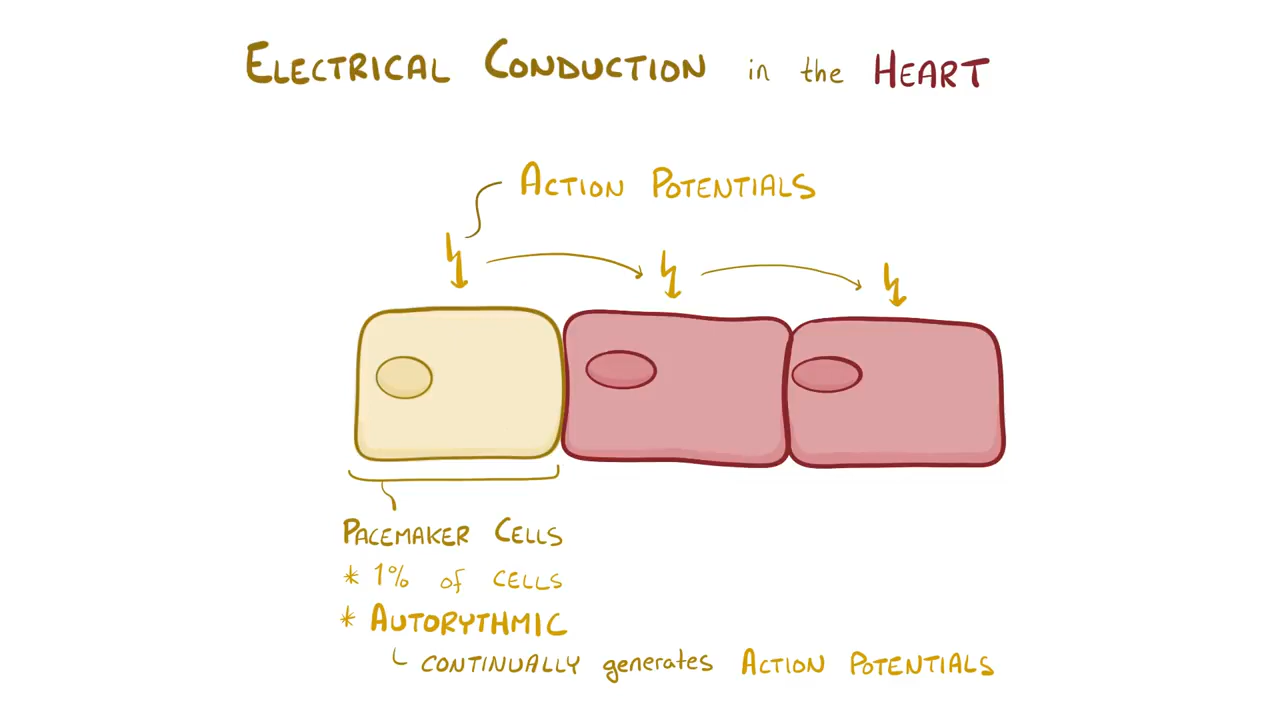 ELECTRICAL CONDUCTION in the HEART
ACTION POTENTIALS
PACEMAKER CELLS
* 1% of CELLS
* AUTORYTHMIC
CONTINUALLY generates ACTION POTENTIALS